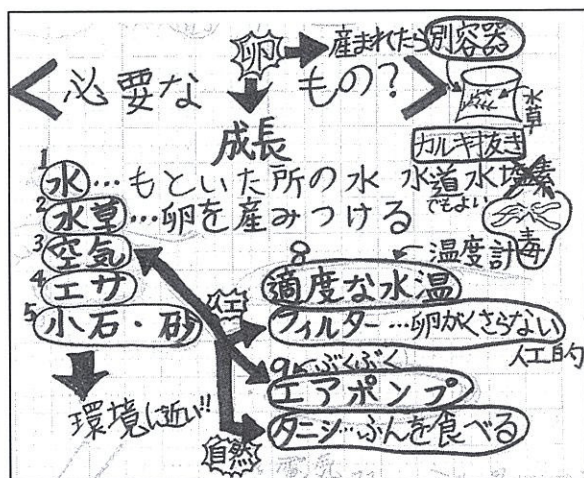 卵 → 産まれてたら 別容器
<必要なもの?>
水草
成長
カルキ抜き
1 水…もといた所の水 水道水 塩素
でもよい
2 水草…卵を産みつける
毒
3 空気
8 適度な水温 ← 温度計
4 エサ
人工
5 小石・砂
フィルター…卵がくさらない
人工的
9 ぶくぶく
エアポンプ
環境に近い!!
タニシ…ふんを食べる
自然